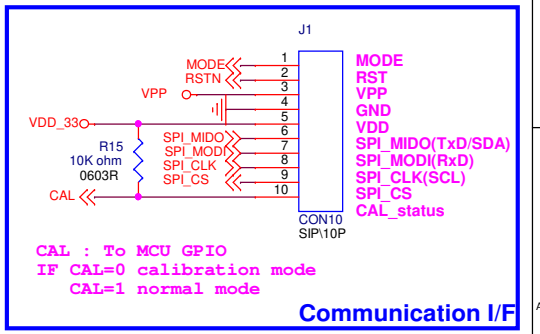 J1
MODE 1 MODE
RSTN 2 RST
VPP 3 VPP
4 GND
VDD_33 5 VDD
SPI_MIDO 6 SPI_MIDO(TxD/SDA)
R15 SPI_MODI 7 SPI_MODI(RxD)
10K ohm SPI_CLK 8 SPI_CLK(SCL)
0603R SPI_CS 9 SPI_CS
CAL 10 CAL_status
CON10
SIP\10P
CAL : To MCU GPIO
IF CAL=0 calibration mode
CAL=1 normal mode
Communication I/F
A